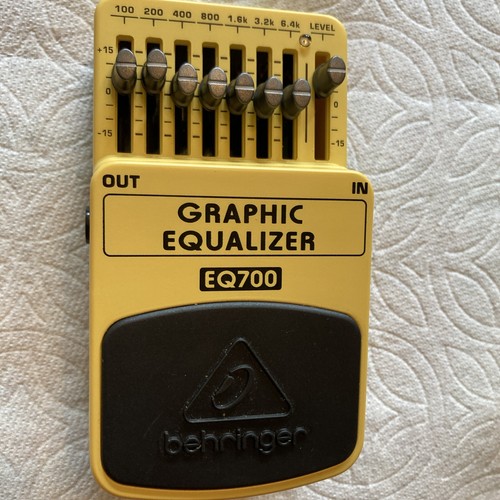 100 200 400 800 1.6k 3.2k 6.4k LEVEL
+15
0 0
-15 -15
OUT IN
GRAPHIC
EQUALIZER
EQ700
behringer